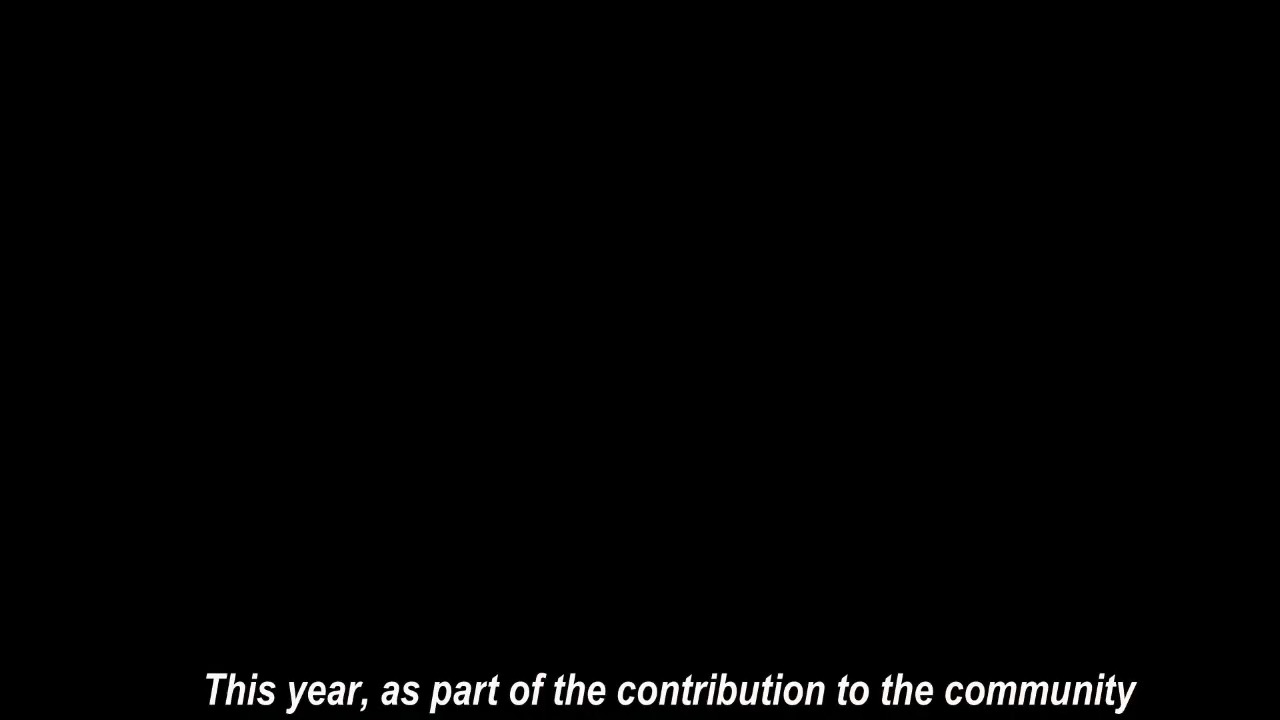 This year, as part of the contribution to the community